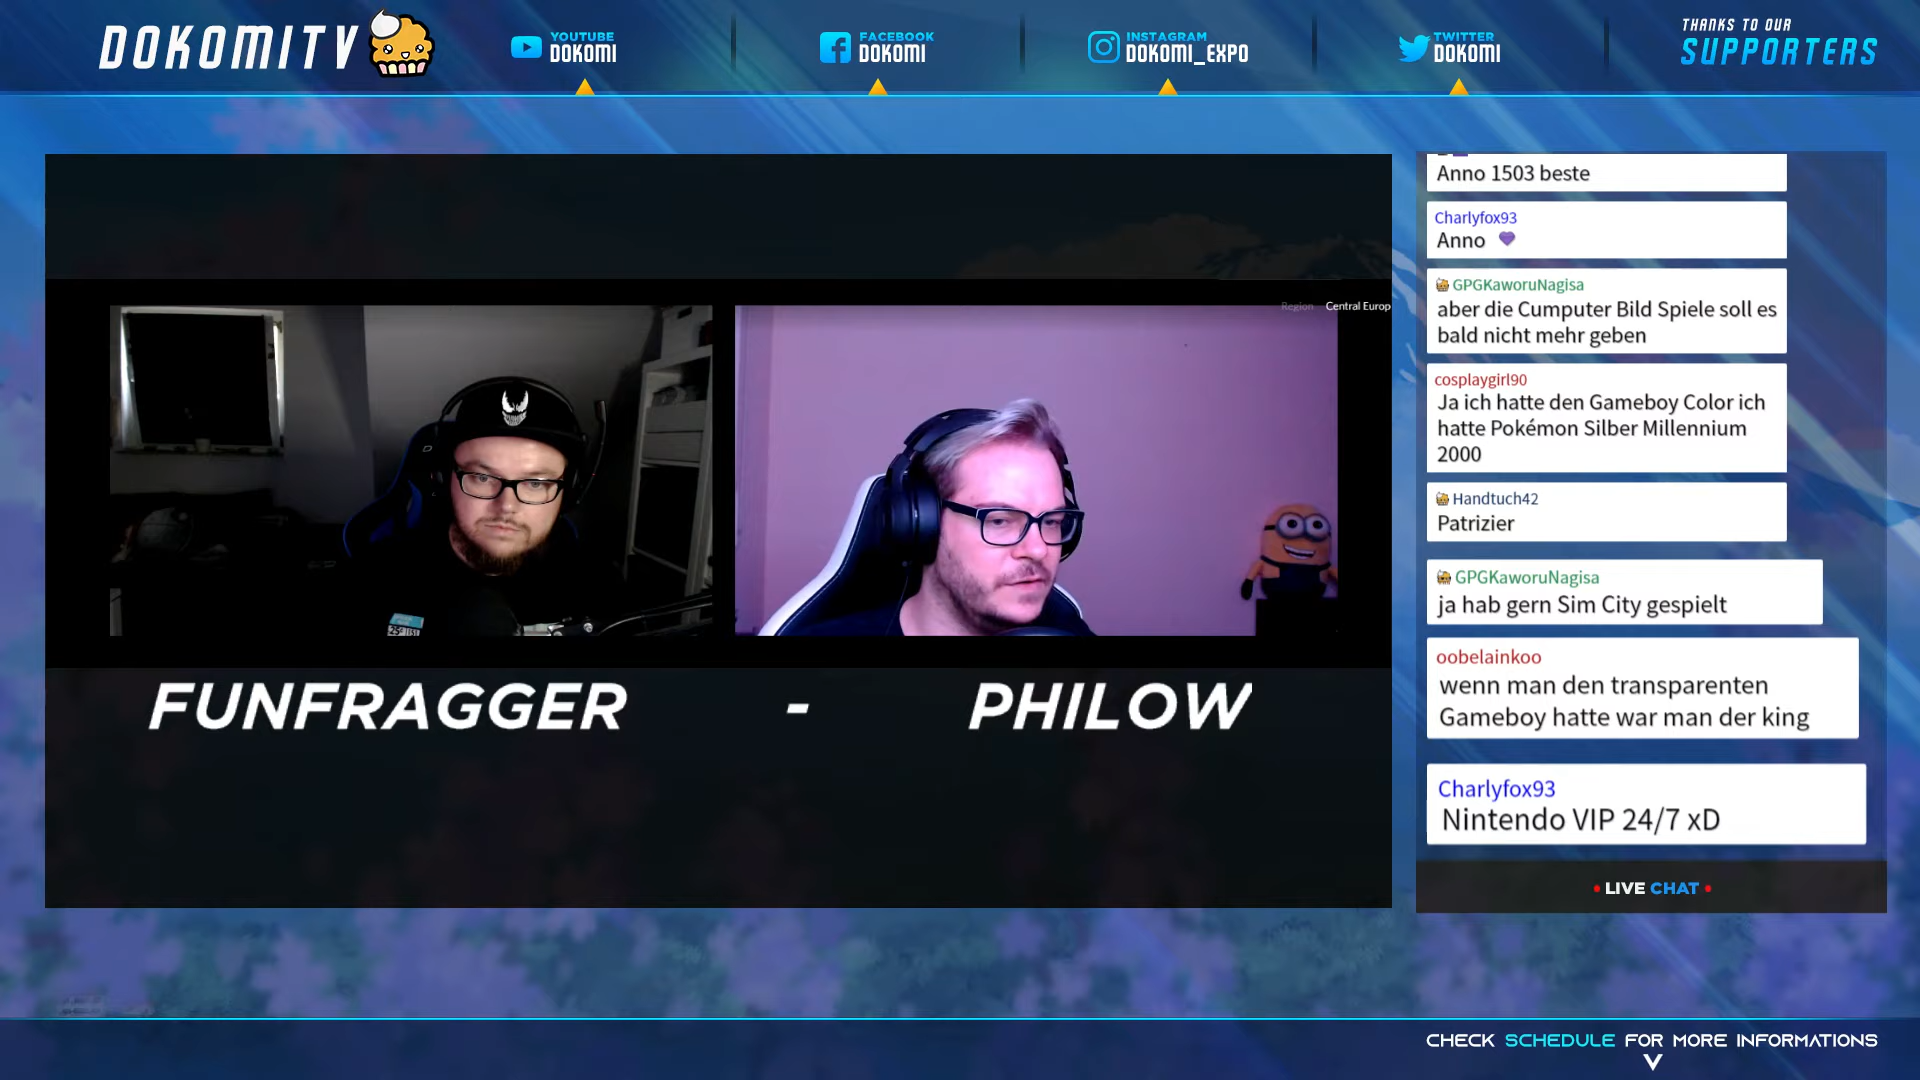 DOKOMITV
YOUTUBE
DOKOMI
FACEBOOK
DOKOMI
INSTAGRAM
DOKOMI_EXPO
TWITTER
DOKOMI
THANKS TO OUR
SUPPORTERS
Region Central Europ
FUNFRAGGER - PHILOW
Anno 1503 beste
Charlyfox93
Anno 💜
GPGKaworuNagisa
aber die Cumputer Bild Spiele soll es
bald nicht mehr geben
cosplaygirl90
Ja ich hatte den Gameboy Color ich
hatte Pokémon Silber Millennium
2000
Handtuch42
Patrizier
GPGKaworuNagisa
ja hab gern Sim City gespielt
oobelainkoo
wenn man den transparenten
Gameboy hatte war man der king
Charlyfox93
Nintendo VIP 24/7 xD
• LIVE CHAT •
CHECK SCHEDULE FOR MORE INFORMATIONS